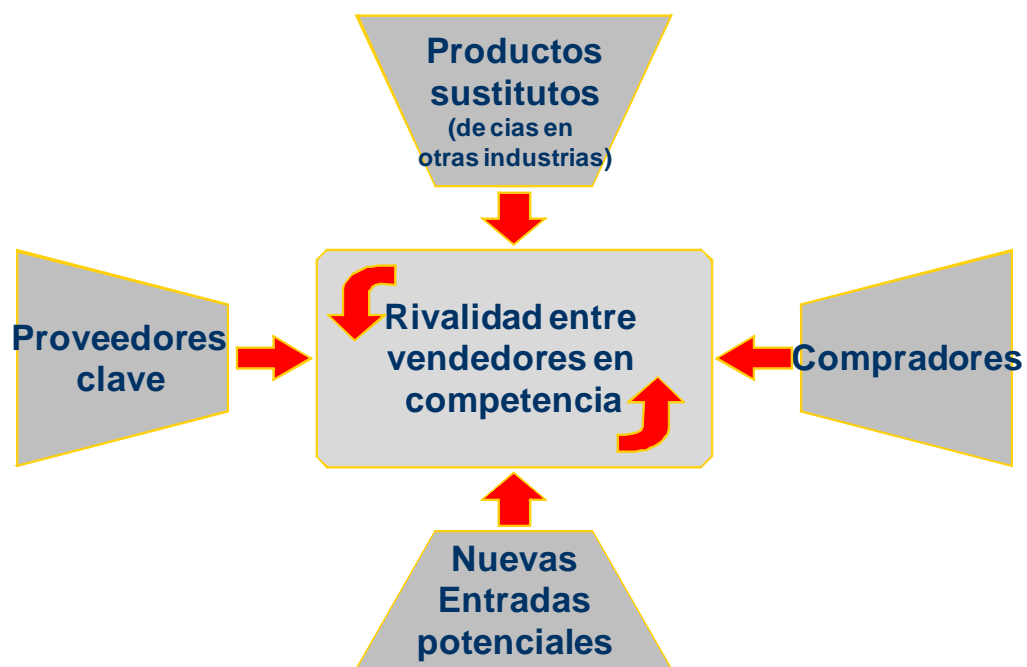 Productos
sustitutos
(de cias en
otras industrias)
Proveedores
clave
Rivalidad entre
vendedores en
competencia
Compradores
Nuevas
Entradas
potenciales